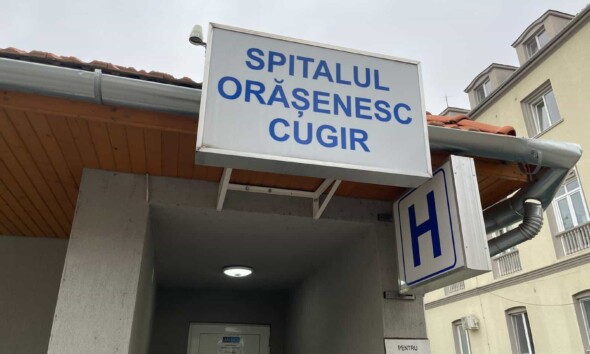 SPITALUL
ORĂȘENESC
CUGIR
H
PENTRU